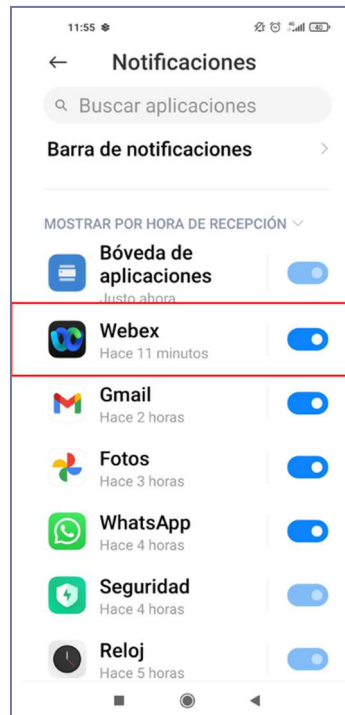 11:55
40
Notificaciones
Buscar aplicaciones
Barra de notificaciones
MOSTRAR POR HORA DE RECEPCIÓN
Bóveda de
aplicaciones
Justo ahora
Webex
Hace 11 minutos
Gmail
Hace 2 horas
Fotos
Hace 3 horas
WhatsApp
Hace 4 horas
Seguridad
Hace 4 horas
Reloj
Hace 5 horas